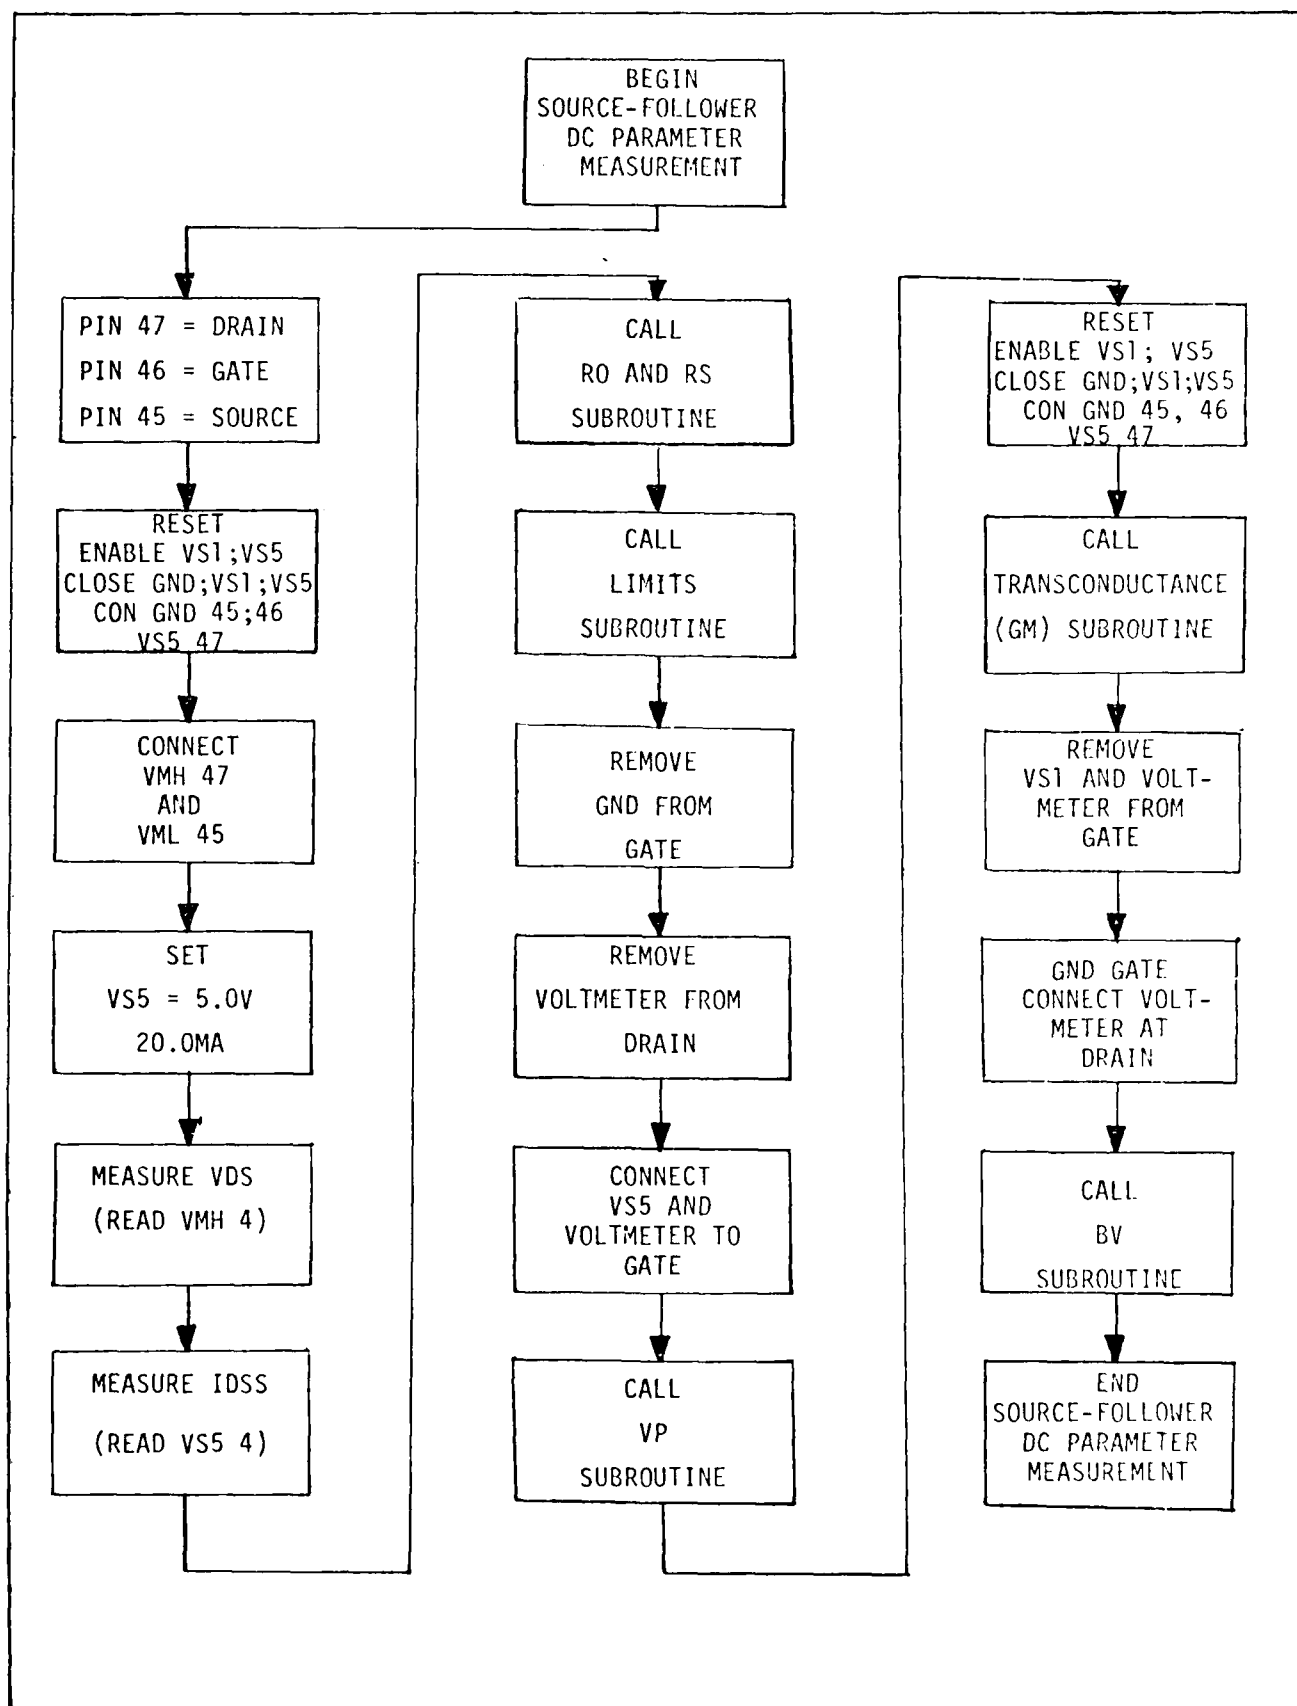 BEGIN
SOURCE-FOLLOWER
DC PARAMETER
MEASUREMENT
PIN 47 = DRAIN
PIN 46 = GATE
PIN 45 = SOURCE
RESET
ENABLE VS1;VS5
CLOSE GND;VS1;VS5
CON GND 45;46
VS5 47
CONNECT
VMH 47
AND
VML 45
SET
VS5 = 5.0V
20.0MA
MEASURE VDS
(READ VMH 4)
MEASURE IDSS
(READ VS5 4)
CALL
RO AND RS
SUBROUTINE
CALL
LIMITS
SUBROUTINE
REMOVE
GND FROM
GATE
REMOVE
VOLTMETER FROM
DRAIN
CONNECT
VS5 AND
VOLTMETER TO
GATE
CALL
VP
SUBROUTINE
RESET
ENABLE VS1; VS5
CLOSE GND;VS1;VS5
CON GND 45, 46
VS5 47
CALL
TRANSCONDUCTANCE
(GM) SUBROUTINE
REMOVE
VS1 AND VOLT-
METER FROM
GATE
GND GATE
CONNECT VOLT-
METER AT
DRAIN
CALL
BV
SUBROUTINE
END
SOURCE-FOLLOWER
DC PARAMETER
MEASUREMENT